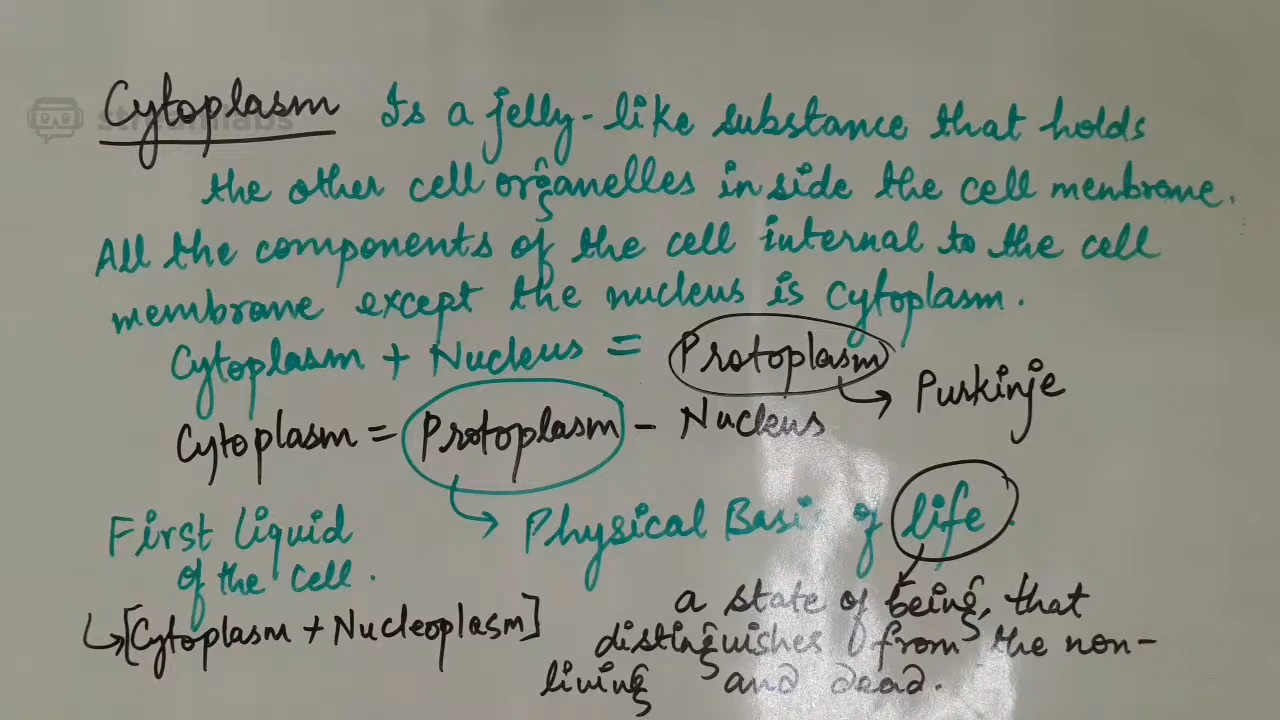 Cytoplasm Is a jelly-like substance that holds
the other cell organelles inside the cell membrane.
All the components of the cell internal to the cell
membrane except the nucleus is cytoplasm.
Cytoplasm + Nucleus = Protoplasm
Purkinje
Cytoplasm = Protoplasm - Nucleus
First liquid
of the cell.
Physical Basis of life.
[Cytoplasm + Nucleoplasm]
a state of being, that
distinguishes from the non-
living and dead.